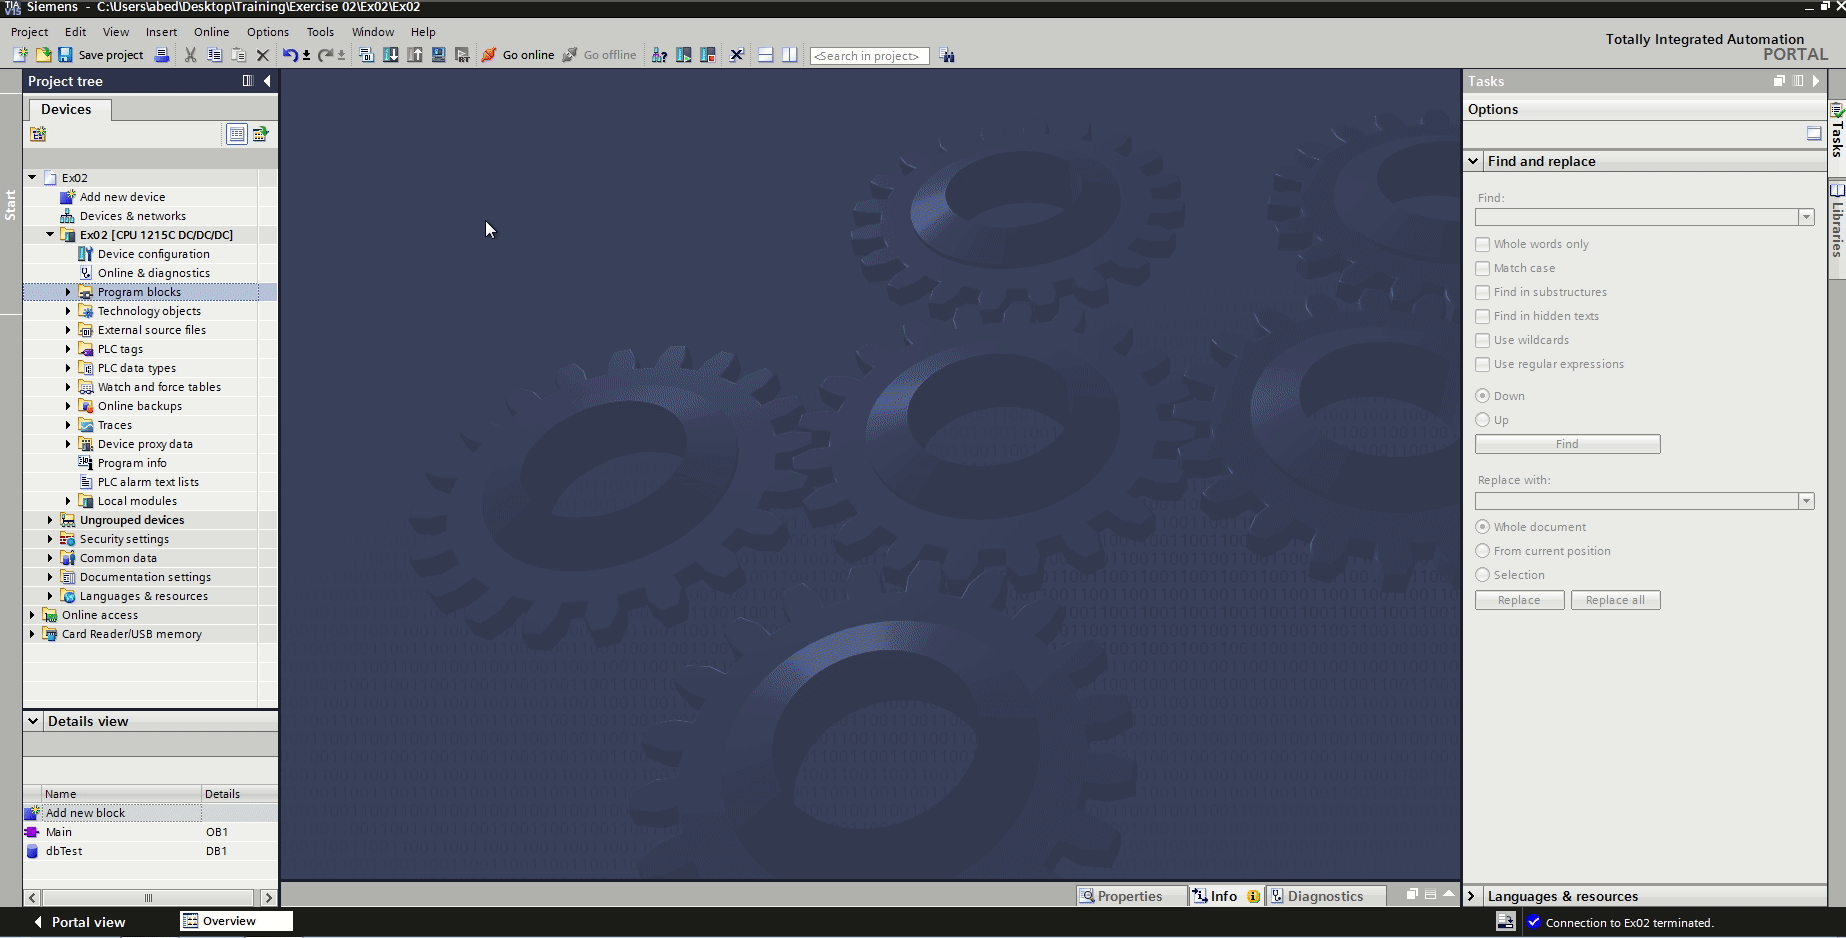 Siemens - C:\Users\abed\Desktop\Training\Exercise 02\Ex02\Ex02
Project Edit View Insert Online Options Tools Window Help
Totally Integrated Automation
PORTAL
Save project
Go online
Go offline
<Search in project>
Project tree
Devices
Start
Ex02
Add new device
Devices & networks
Ex02 [CPU 1215C DC/DC/DC]
Device configuration
Online & diagnostics
Program blocks
Technology objects
External source files
PLC tags
PLC data types
Watch and force tables
Online backups
Traces
Device proxy data
Program info
PLC alarm text lists
Local modules
Ungrouped devices
Security settings
Common data
Documentation settings
Languages & resources
Online access
Card Reader/USB memory
Details view
Name Details
Add new block
Main OB1
dbTest DB1
Properties
Info
Diagnostics
Tasks
Options
Find and replace
Find:
Whole words only
Match case
Find in substructures
Find in hidden texts
Use wildcards
Use regular expressions
Down
Up
Find
Replace with:
Whole document
From current position
Selection
Replace Replace all
Languages & resources
Tasks
Libraries
Portal view
Overview
Connection to Ex02 terminated.